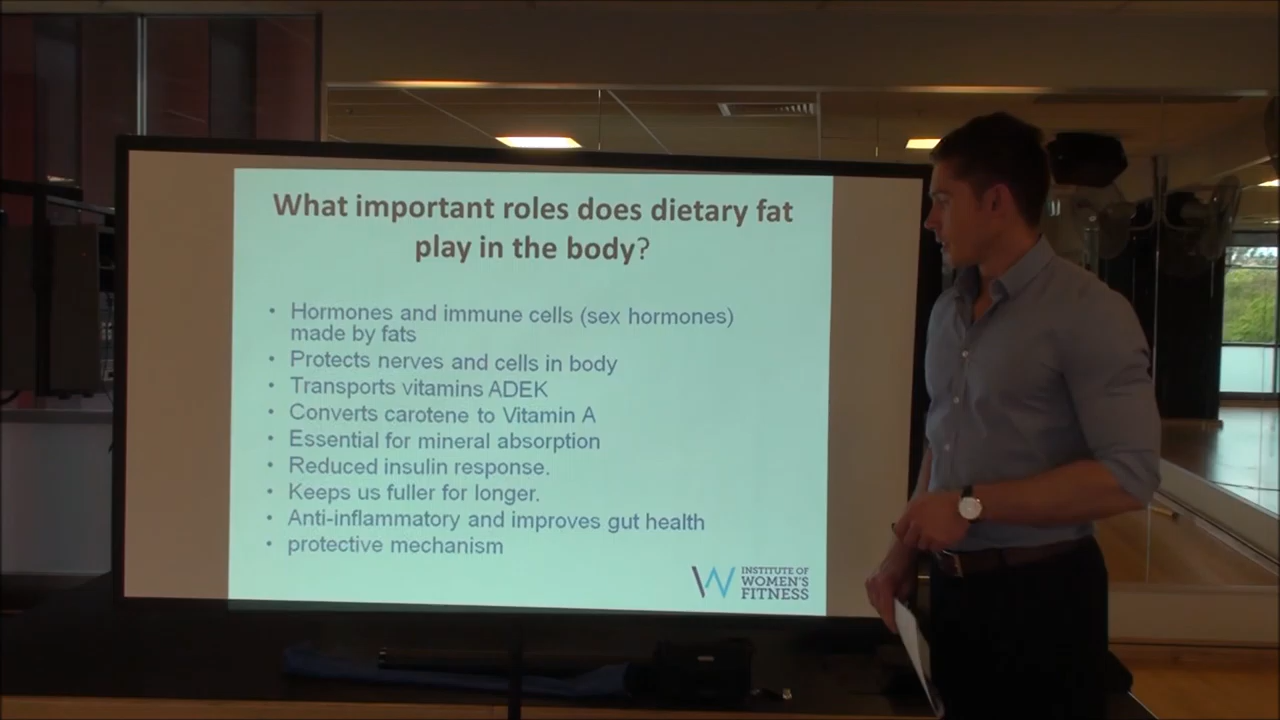 What important roles does dietary fat
play in the body?
• Hormones and immune cells (sex hormones)
made by fats
• Protects nerves and cells in body
• Transports vitamins ADEK
• Converts carotene to Vitamin A
• Essential for mineral absorption
• Reduced insulin response.
• Keeps us fuller for longer.
• Anti-inflammatory and improves gut health
• protective mechanism
W INSTITUTE OF
WOMEN'S
FITNESS